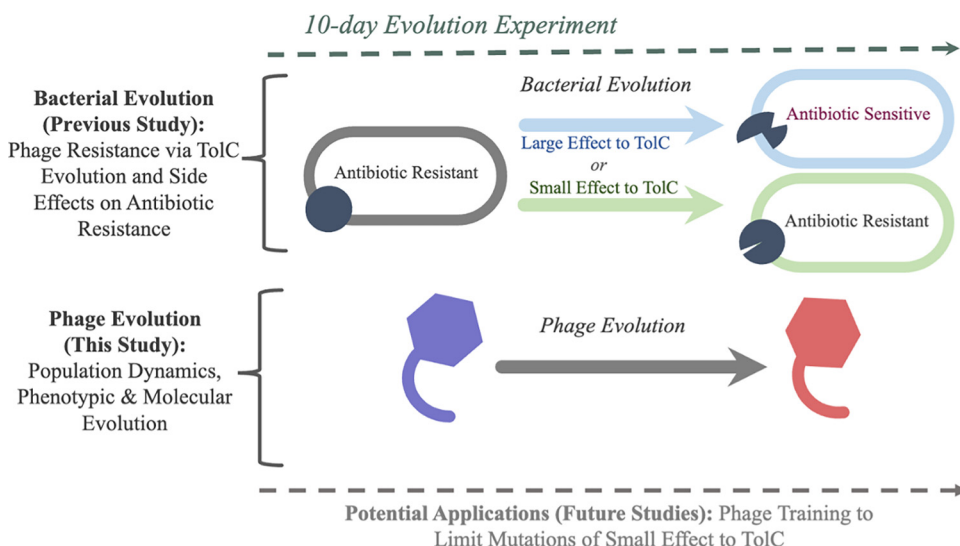 10-day Evolution Experiment
Bacterial Evolution
(Previous Study):
Phage Resistance via TolC
Evolution and Side
Effects on Antibiotic
Resistance
Antibiotic Resistant
Bacterial Evolution
Large Effect to TolC
or
Small Effect to TolC
Antibiotic Sensitive
Antibiotic Resistant
Phage Evolution
(This Study):
Population Dynamics,
Phenotypic & Molecular
Evolution
Phage Evolution
Potential Applications (Future Studies): Phage Training to
Limit Mutations of Small Effect to TolC